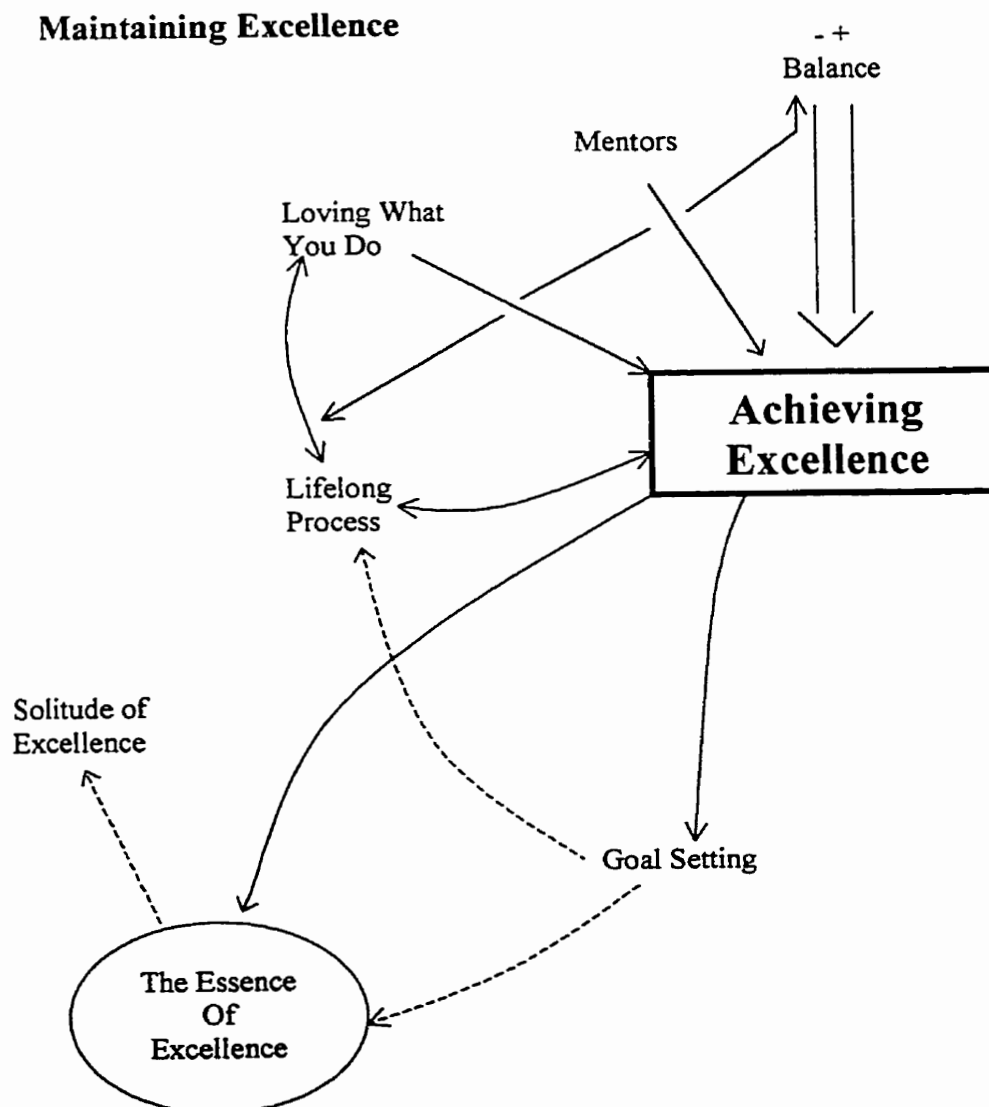 Maintaining Excellence
- +
Balance
Mentors
Loving What
You Do
Achieving
Excellence
Lifelong
Process
Solitude of
Excellence
Goal Setting
The Essence
Of
Excellence